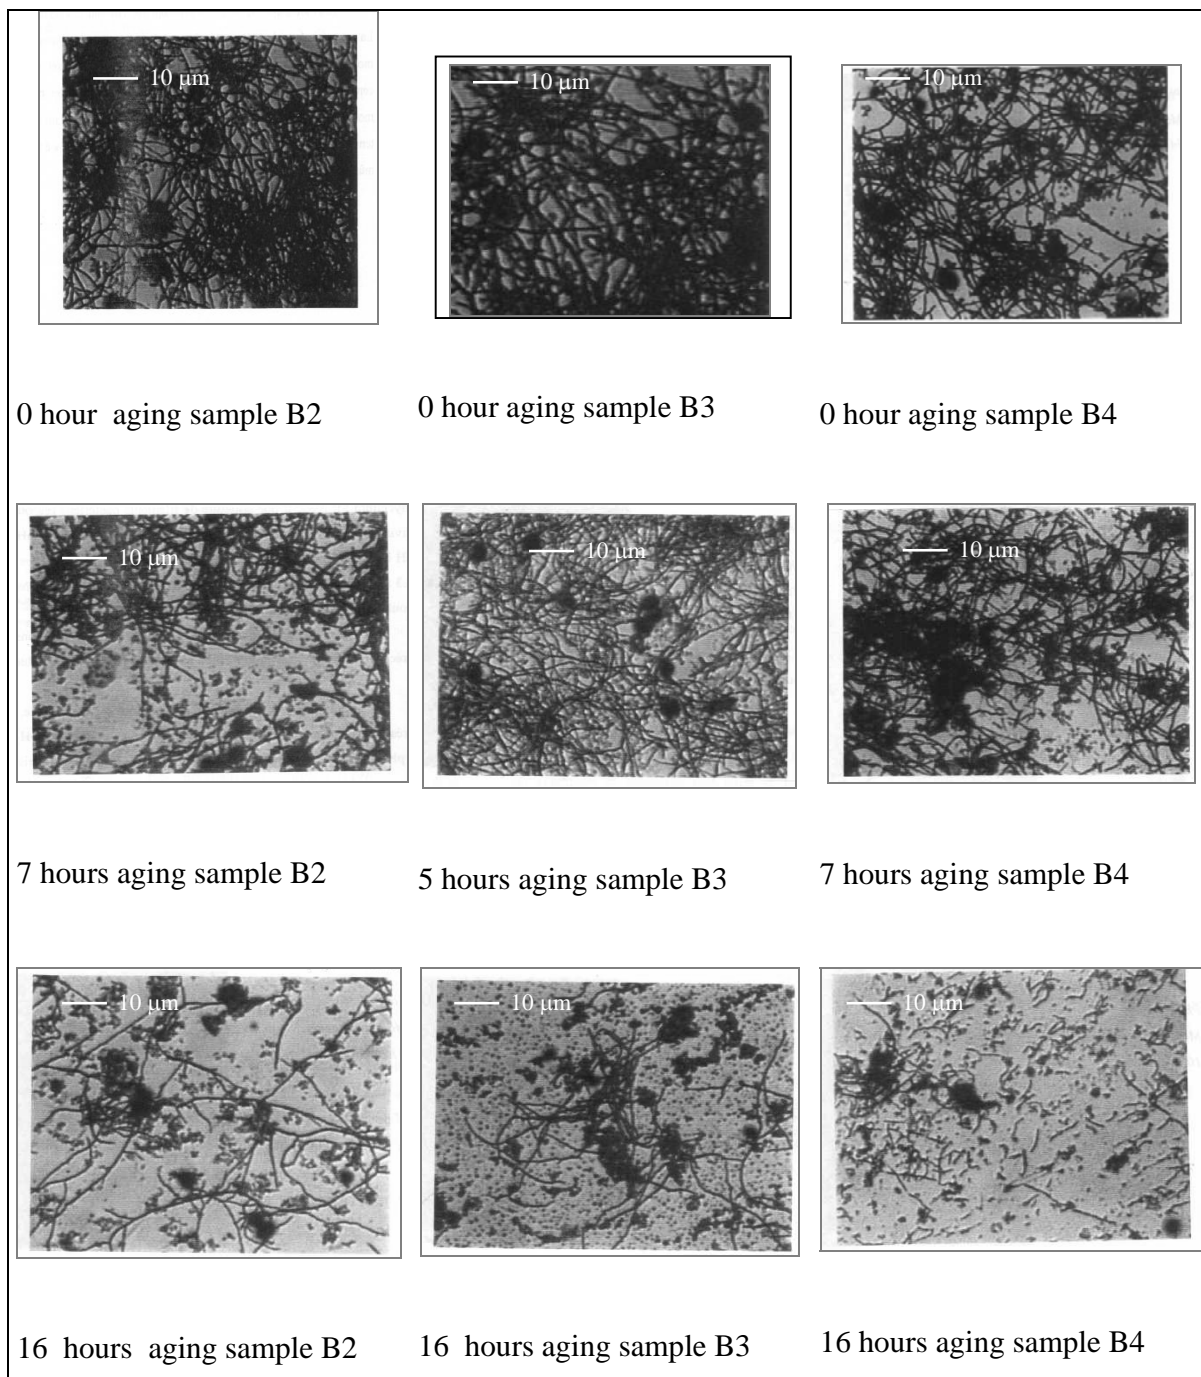 10 μm
10 μm
10 μm
0 hour  aging sample B2
0 hour aging sample B3
0 hour aging sample B4
10 μm
10 μm
10 μm
7 hours aging sample B2
5 hours aging sample B3
7 hours aging sample B4
10 μm
10 μm
10 μm
16  hours  aging sample B2
16  hours aging sample B3
16 hours aging sample B4